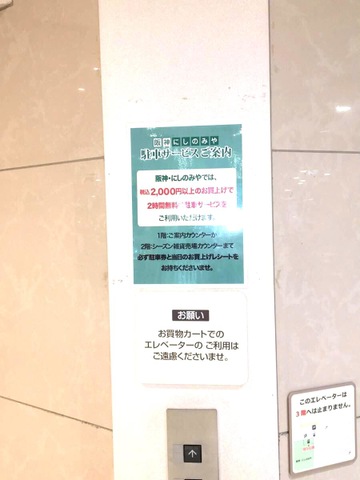 阪神にしのみや
駐車サービスご案内
阪神・にしのみやでは、
税込2,000円以上のお買上げで
2時間無料 駐車サービスを
ご利用いただけます。
1階:ご案内カウンターか
2階:シーズン雑貨売場カウンターまで
必ず駐車券と当日のお買上げレシートを
お持ちくださいませ。
お願い
お買物カートでの
エレベーターの ご利用は
ご遠慮くださいませ。
このエレベーターは
3階へは止まりません。